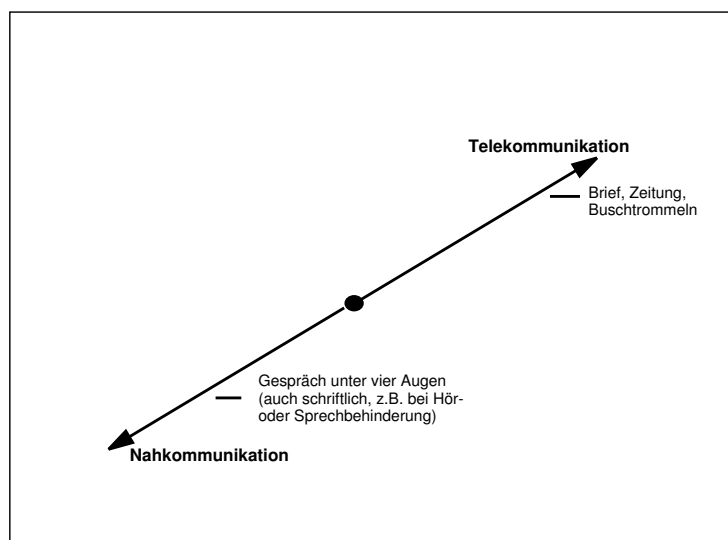 Telekommunikation
Brief, Zeitung,
Buschtrommeln
Gespräch unter vier Augen
(auch schriftlich, z.B. bei Hör-
oder Sprechbehinderung)
Nahkommunikation